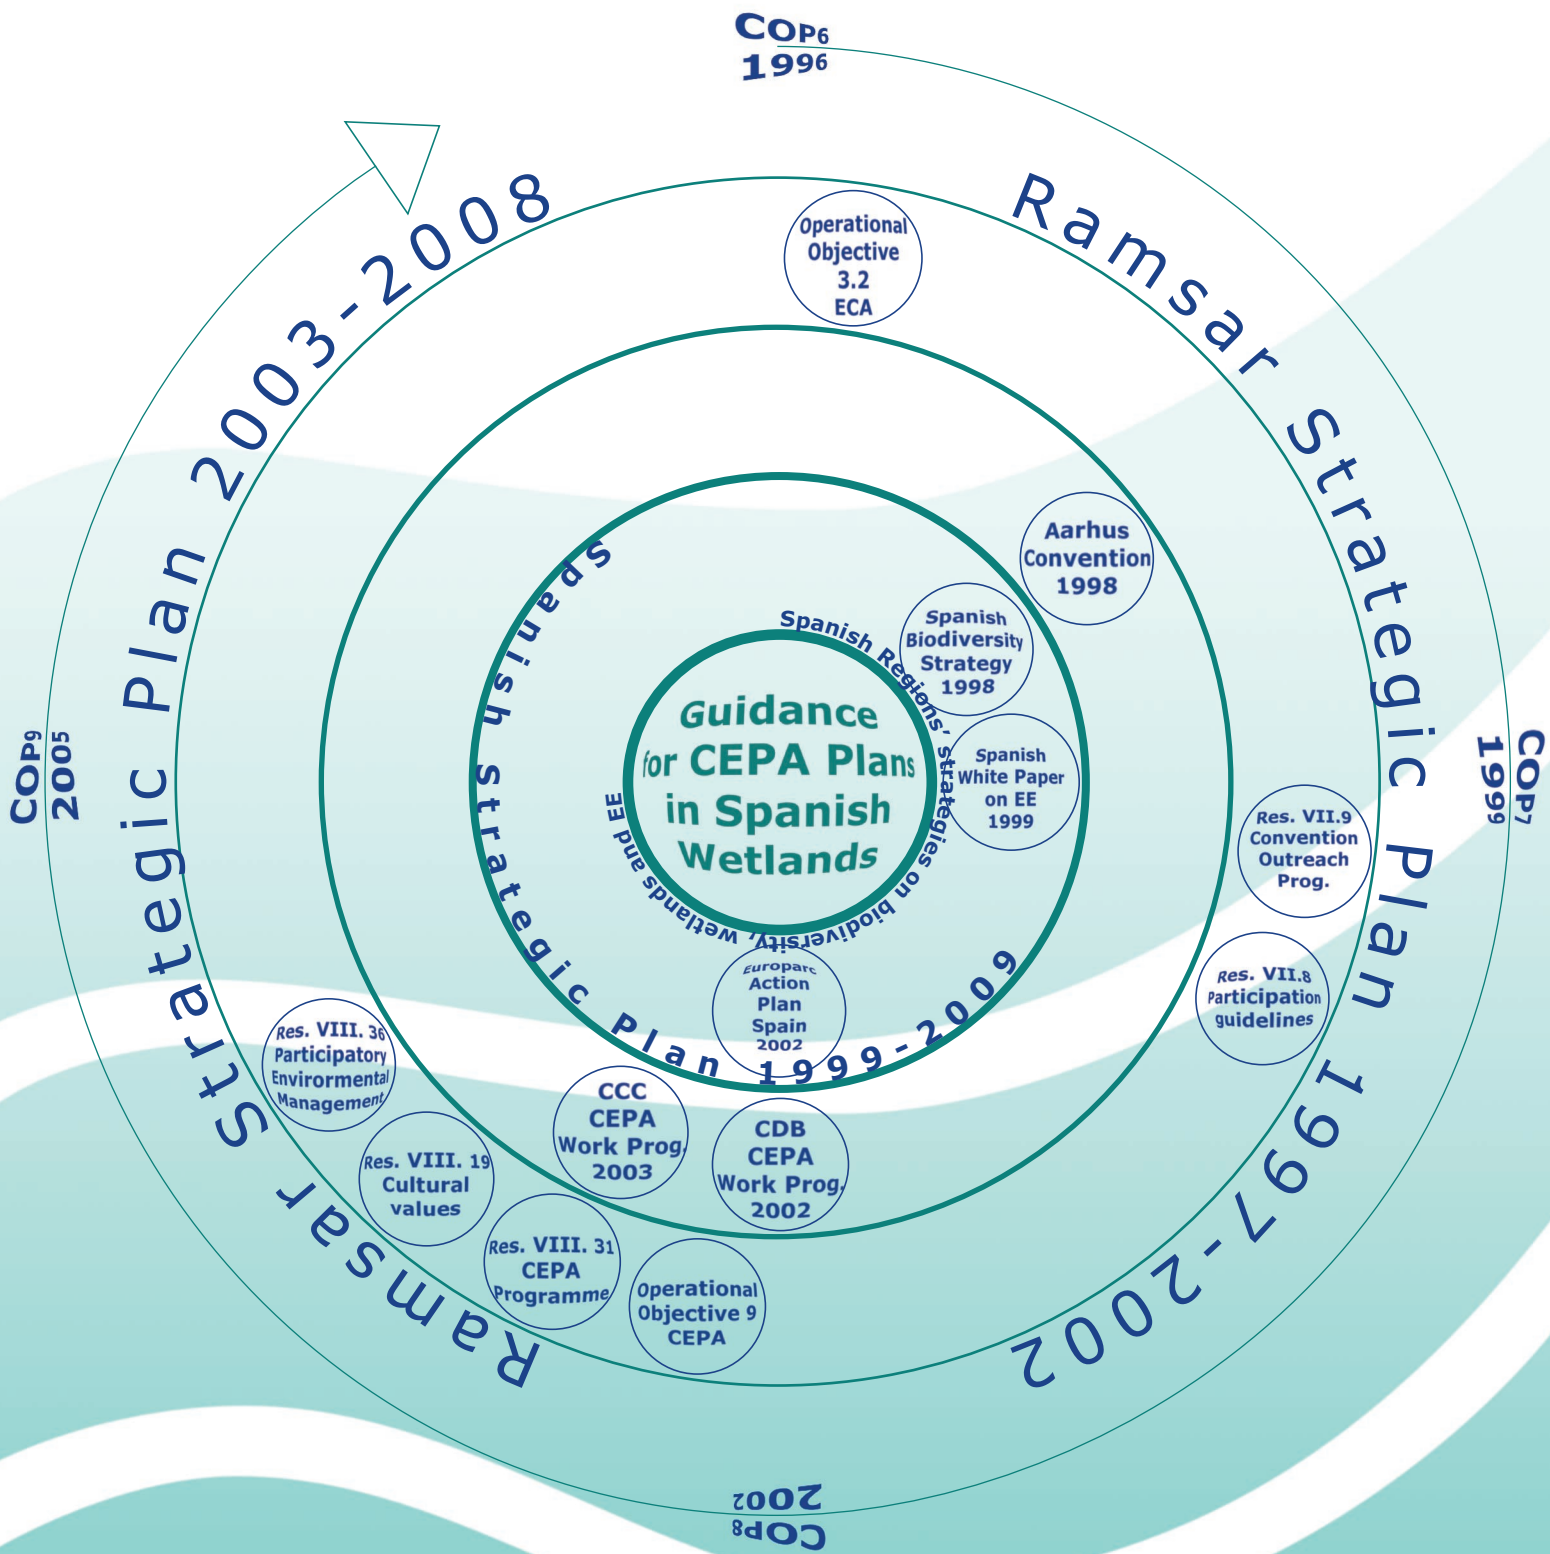 COP6
1996
Ramsar Strategic Plan 1997-2002
COP7
1999
COP8
2002
Ramsar Strategic Plan 2003-2008
COP9
2005
Operational
Objective
3.2
ECA
Aarhus
Convention
1998
Spanish
Biodiversity
Strategy
1998
Spanish
White Paper
on EE
1999
Res. VII.9
Convention
Outreach
Prog.
Res. VII.8
Participation
guidelines
Spanish Strategic Plan 1999-2009
Spanish Regions’ strategies on biodiversity, wetlands and EE
Guidance
for CEPA Plans
in Spanish
Wetlands
Europarc
Action
Plan
Spain
2002
CCC
CEPA
Work Prog.
2003
CDB
CEPA
Work Prog.
2002
Res. VIII. 36
Participatory
Envirormental
Management
Res. VIII. 19
Cultural
values
Res. VIII. 31
CEPA
Programme
Operational
Objective 9
CEPA